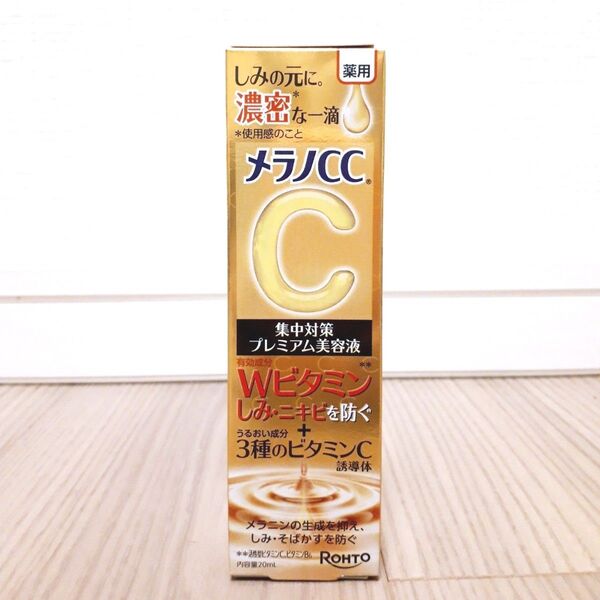 薬用
しみの元に。
濃密*な一滴
*使用感のこと
メラノCC®
C
集中対策
プレミアム美容液
有効成分
Wビタミン**
しみ・ニキビを防ぐ
+
うるおい成分
3種のビタミンC
誘導体
メラニンの生成を抑え、
しみ・そばかすを防ぐ
**活性型ビタミンC、ビタミンE
内容量20mL
ROHTO